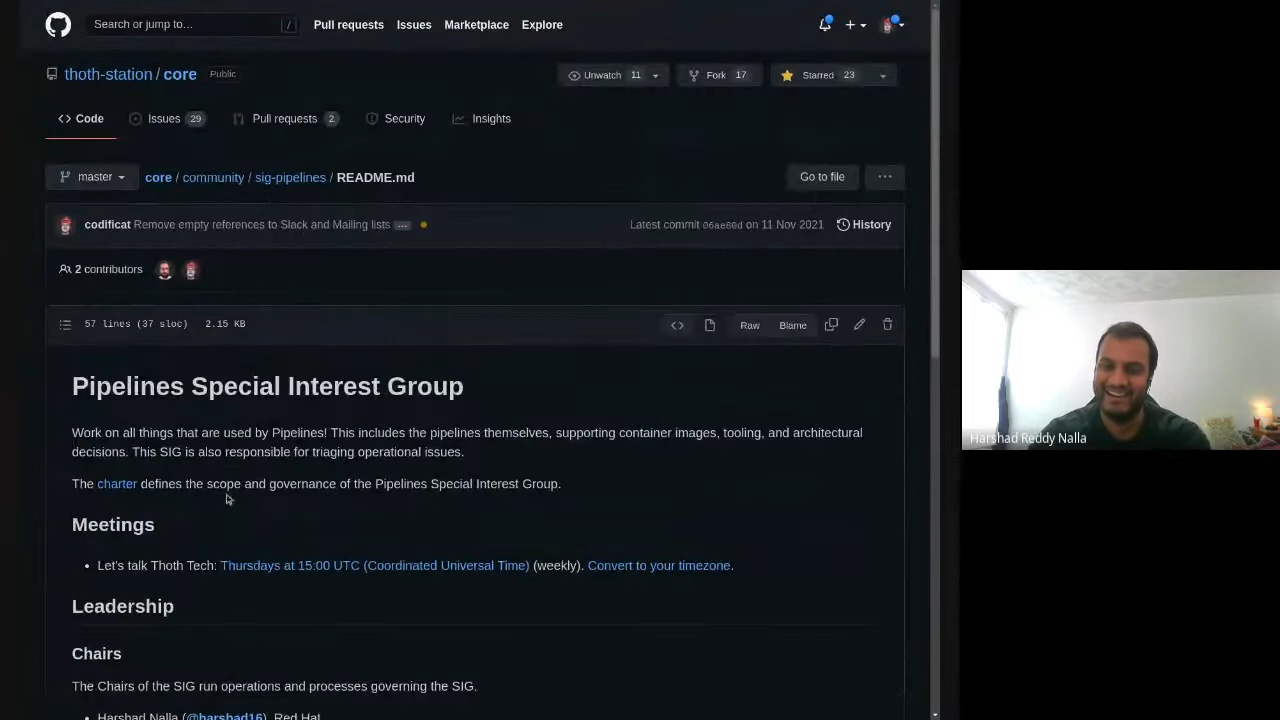 Search or jump to… /
Pull requests Issues Marketplace Explore
thoth-station / core Public
Unwatch 11 Fork 17 Starred 23
Code Issues 29 Pull requests 2 Security Insights
master core / community / sig-pipelines / README.md Go to file
codificat Remove empty references to Slack and Mailing lists … Latest commit 06ae80d on 11 Nov 2021 History
2 contributors
57 lines (37 sloc) 2.15 KB Raw Blame
Pipelines Special Interest Group
Work on all things that are used by Pipelines! This includes the pipelines themselves, supporting container images, tooling, and architectural
decisions. This SIG is also responsible for triaging operational issues.
The charter defines the scope and governance of the Pipelines Special Interest Group.
Meetings
• Let's talk Thoth Tech: Thursdays at 15:00 UTC (Coordinated Universal Time) (weekly). Convert to your timezone.
Leadership
Chairs
The Chairs of the SIG run operations and processes governing the SIG.
• Harshad Nalla (@harshad16), Red Hat
Harshad Reddy Nalla